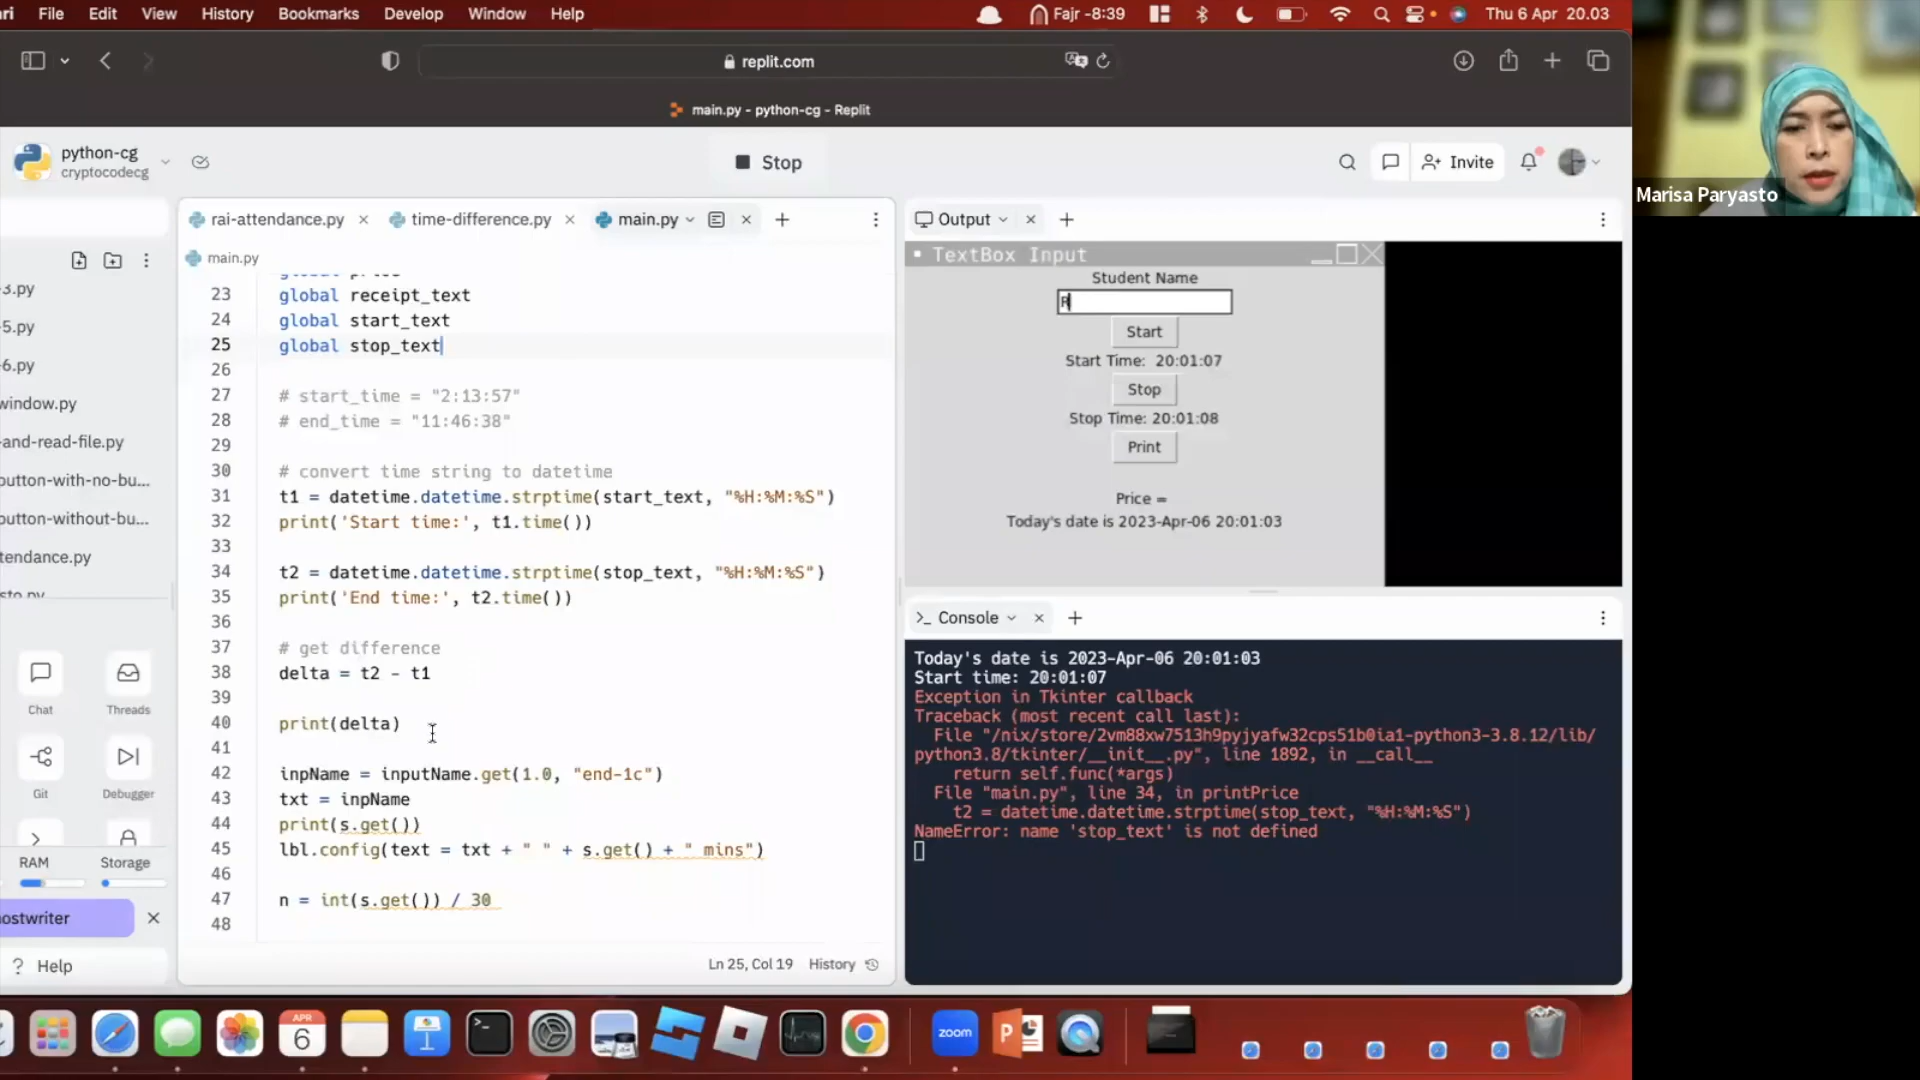 ri File Edit View History Bookmarks Develop Window Help Fajr -8:39 Thu 6 Apr 20.03
replit.com
main.py - python-cg - Replit
python-cg
cryptocodecg
Stop
Invite
Marisa Paryasto
rai-attendance.py
time-difference.py
main.py
main.py
-3.py
-5.py
-6.py
window.py
-and-read-file.py
button-with-no-bu...
button-without-bu...
tendance.py
Chat Threads
Git Debugger
RAM Storage
ostwriter
? Help
23 global receipt_text
24 global start_text
25 global stop_text
26
27 # start_time = "2:13:57"
28 # end_time = "11:46:38"
29
30 # convert time string to datetime
31 t1 = datetime.datetime.strptime(start_text, "%H:%M:%S")
32 print('Start time:', t1.time())
33
34 t2 = datetime.datetime.strptime(stop_text, "%H:%M:%S")
35 print('End time:', t2.time())
36
37 # get difference
38 delta = t2 - t1
39
40 print(delta)
41
42 inpName = inputName.get(1.0, "end-1c")
43 txt = inpName
44 print(s.get())
45 lbl.config(text = txt + " " + s.get() + " mins")
46
47 n = int(s.get()) / 30
48
Ln 25, Col 19 History
Output
TextBox Input
Student Name
R
Start
Start Time: 20:01:07
Stop
Stop Time: 20:01:08
Print
Price =
Today's date is 2023-Apr-06 20:01:03
Console
Today's date is 2023-Apr-06 20:01:03
Start time: 20:01:07
Exception in Tkinter callback
Traceback (most recent call last):
File "/nix/store/2vm88xw7513h9pyjyafw32cps51b0ia1-python3-3.8.12/lib/
python3.8/tkinter/__init__.py", line 1892, in __call__
return self.func(*args)
File "main.py", line 34, in printPrice
t2 = datetime.datetime.strptime(stop_text, "%H:%M:%S")
NameError: name 'stop_text' is not defined
APR
6
zoom